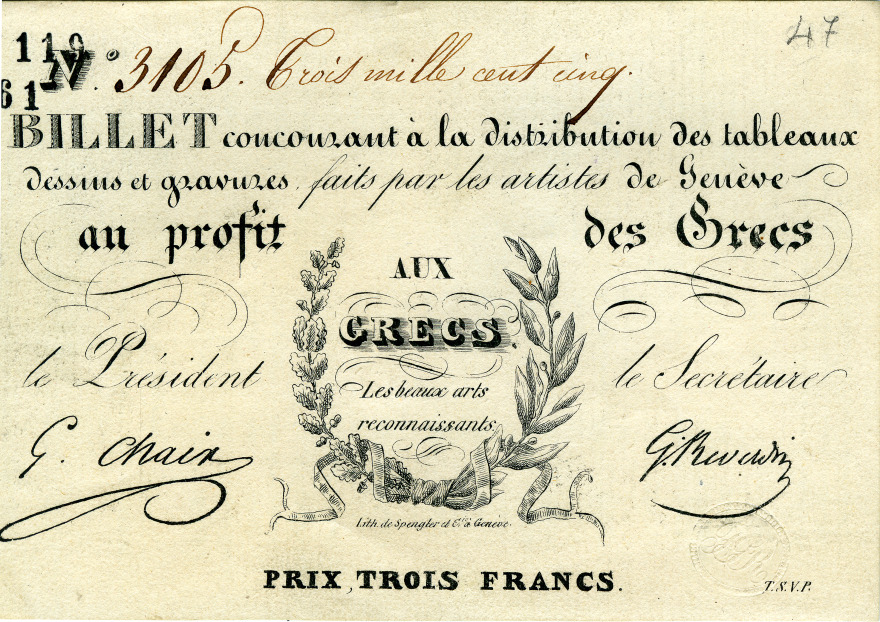 47
119
61
N.º 3105. Trois mille cent cinq.
BILLET concourant à la distribution des tableaux
dessins et gravures faits par les artistes de Genève
au profit des Grecs
AUX
GRECS.
Les beaux arts
reconnaissants.
le Président
le Secrétaire
G. Chaix
G. Reverdin
Lith. de Spengler et C.ie à Genève.
PRIX, TROIS FRANCS.
T.S.V.P.